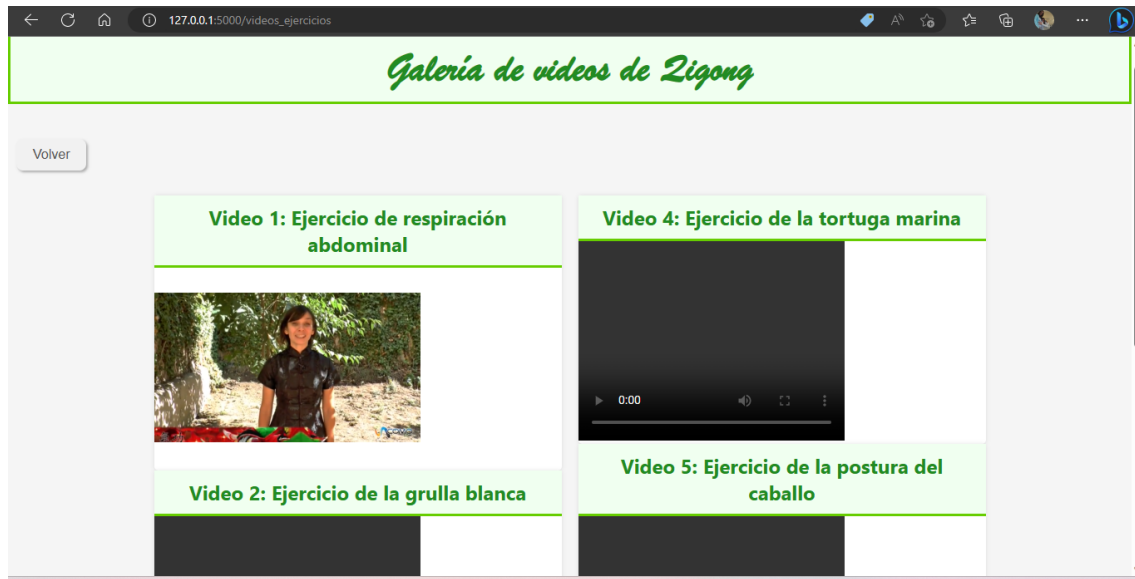 127.0.0.1:5000/videos_ejercicios
Galería de videos de Qigong
Volver
Video 1: Ejercicio de respiración
abdominal
Video 2: Ejercicio de la grulla blanca
Video 4: Ejercicio de la tortuga marina
0:00
Video 5: Ejercicio de la postura del
caballo